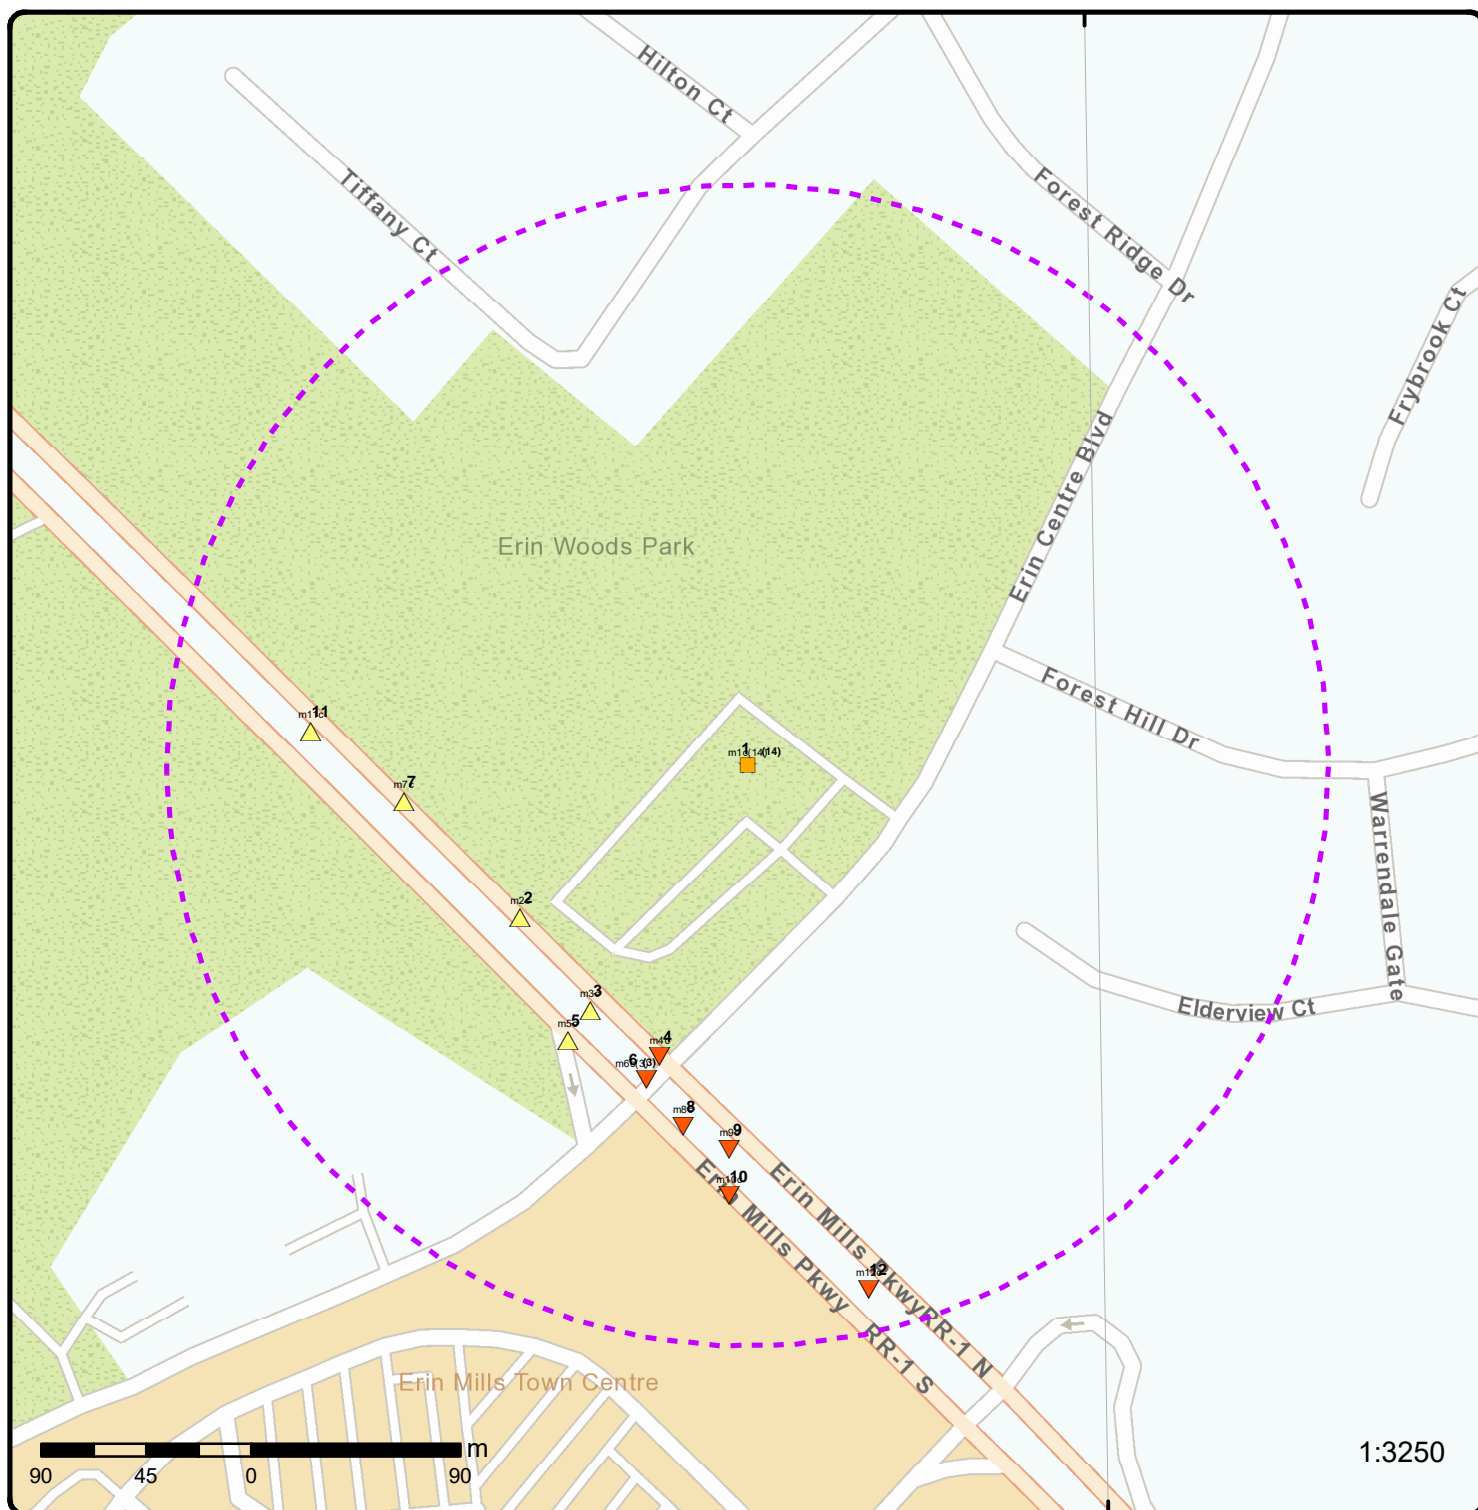 Hilton Ct
Tiffany Ct
Forest Ridge Dr
Frybrook Ct
Erin Centre Blvd
Erin Woods Park
Forest Hill Dr
11
1
(14)
7
Warrendale Gate
2
3
Elderview Ct
5
4
6
(3)
8
9
10
Erin Mills Pkwy
Erin Mills Pkwy
12
RR-1 N
RR-1 S
Erin Mills Town Centre
m
90 45 0 90
1:3250